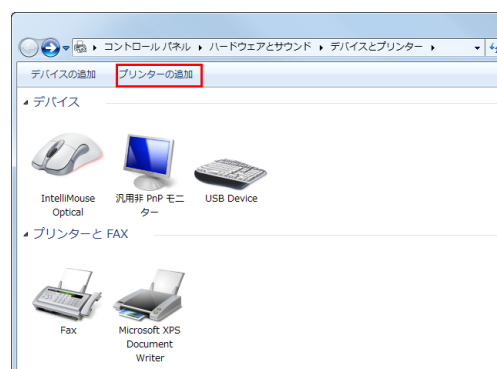 コントロール パネル ▸ ハードウェアとサウンド ▸ デバイスとプリンター ▸
デバイスの追加 プリンターの追加
デバイス
IntelliMouse Optical
汎用非 PnP モニター
USB Device
プリンターと FAX
Fax
Microsoft XPS Document Writer